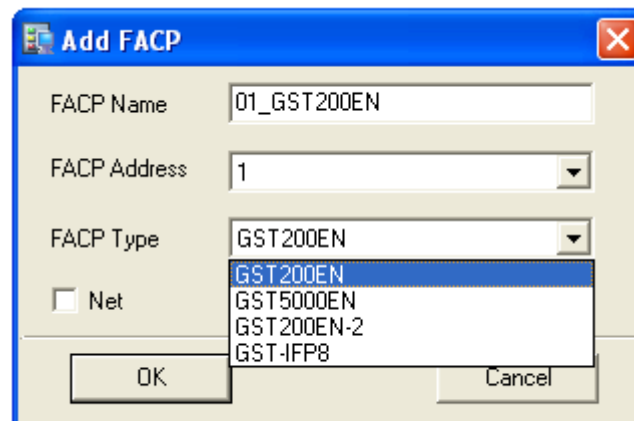 Add FACP
FACP Name 01_GST200EN
FACP Address 1
FACP Type GST200EN
GST200EN
Net GST5000EN
GST200EN-2
GST-IFP8
OK Cancel